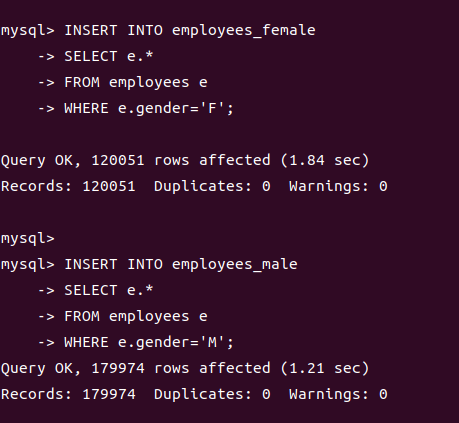 mysql> INSERT INTO employees_female
    -> SELECT e.*
    -> FROM employees e
    -> WHERE e.gender='F';
Query OK, 120051 rows affected (1.84 sec)
Records: 120051  Duplicates: 0  Warnings: 0
mysql>
mysql> INSERT INTO employees_male
    -> SELECT e.*
    -> FROM employees e
    -> WHERE e.gender='M';
Query OK, 179974 rows affected (1.21 sec)
Records: 179974  Duplicates: 0  Warnings: 0